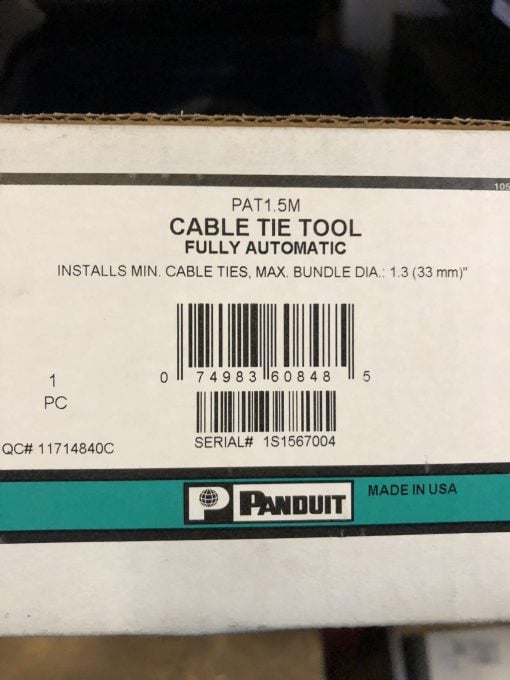 105
PAT1.5M
CABLE TIE TOOL
FULLY AUTOMATIC
INSTALLS MIN. CABLE TIES, MAX. BUNDLE DIA.: 1.3 (33 mm)"
0 74983 60848 5
1
PC
SERIAL# 1S1567004
QC# 11714840C
P PANDUIT
MADE IN USA